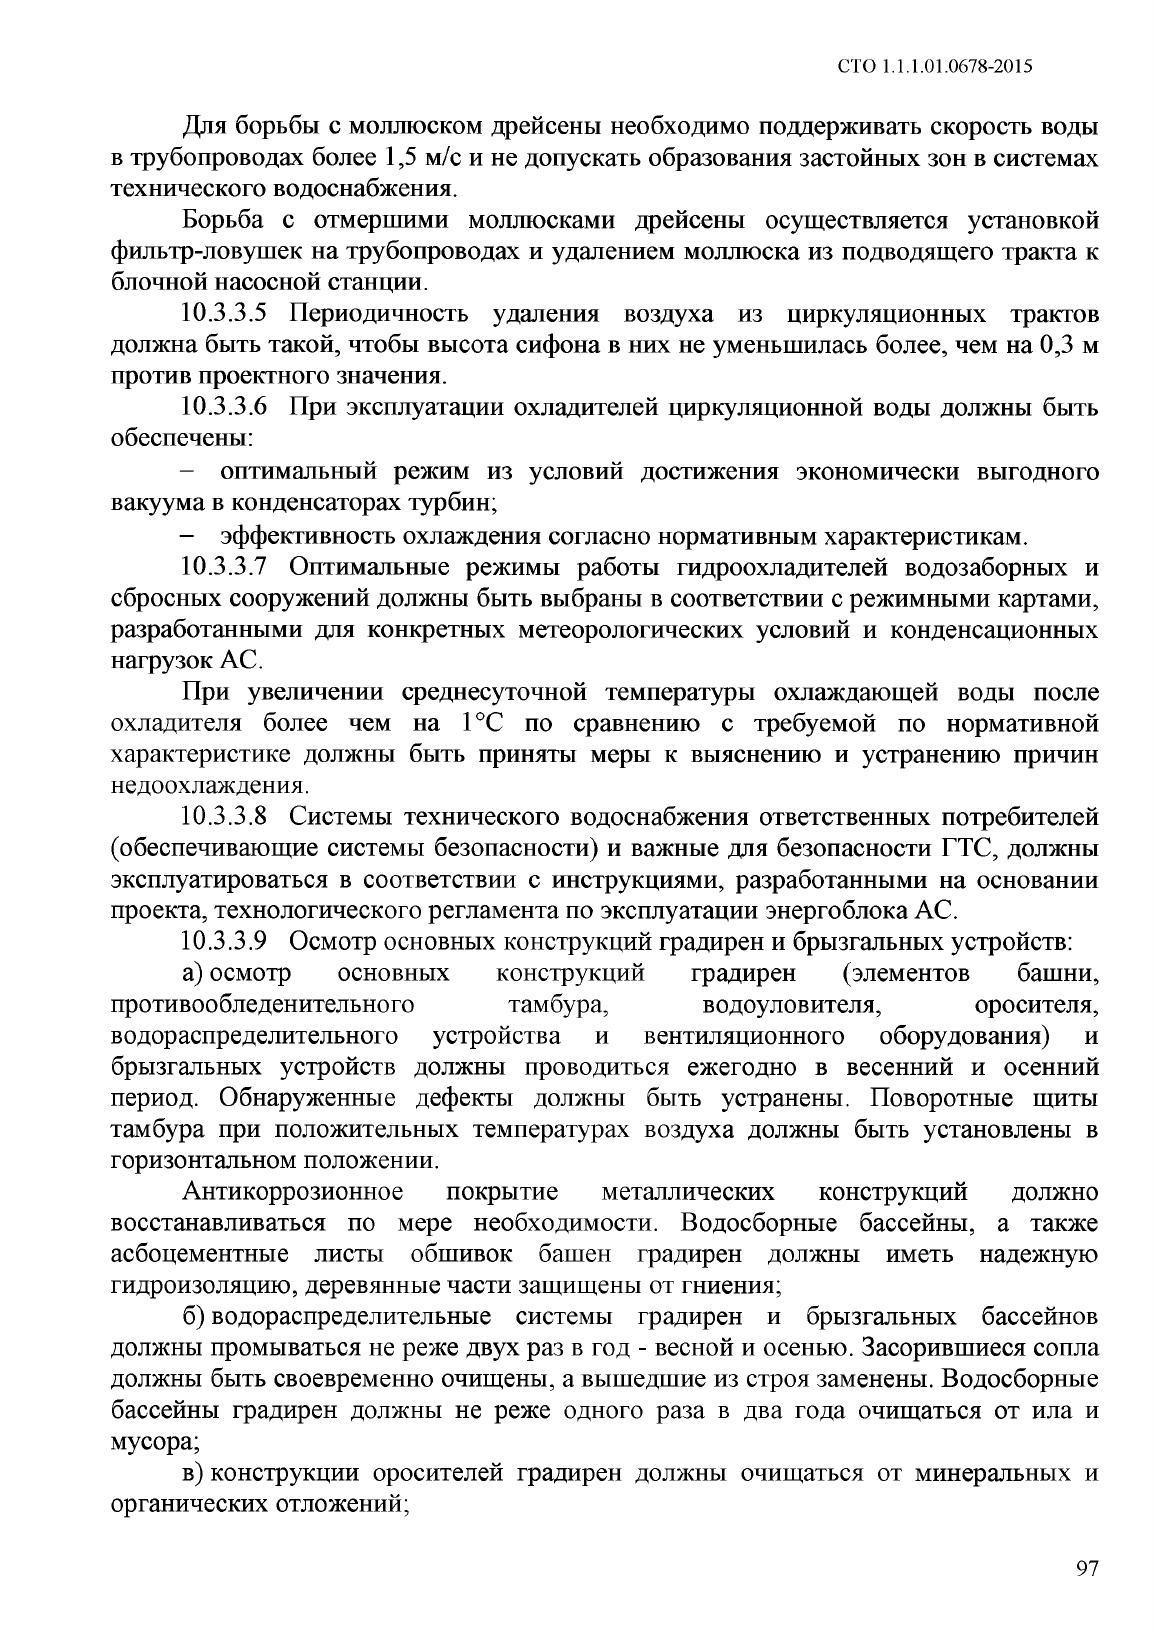 СТО 1.1.1.01.0678-2015
Для борьбы с моллюском дрейсены необходимо поддерживать скорость воды
в трубопроводах более 1,5 м/с и не допускать образования застойных зон в системах
технического водоснабжения.
Борьба с отмершими моллюсками дрейсены осуществляется установкой
фильтр-ловушек на трубопроводах и удалением моллюска из подводящего тракта к
блочной насосной станции.
10.3.3.5 Периодичность удаления воздуха из циркуляционных трактов
должна быть такой, чтобы высота сифона в них не уменьшилась более, чем на 0,3 м
против проектного значения.
10.3.3.6 При эксплуатации охладителей циркуляционной воды должны быть
обеспечены:
– оптимальный режим из условий достижения экономически выгодного
вакуума в конденсаторах турбин;
– эффективность охлаждения согласно нормативным характеристикам.
10.3.3.7 Оптимальные режимы работы гидроохладителей водозаборных и
сбросных сооружений должны быть выбраны в соответствии с режимными картами,
разработанными для конкретных метеорологических условий и конденсационных
нагрузок АС.
При увеличении среднесуточной температуры охлаждающей воды после
охладителя более чем на 1°С по сравнению с требуемой по нормативной
характеристике должны быть приняты меры к выяснению и устранению причин
недоохлаждения.
10.3.3.8 Системы технического водоснабжения ответственных потребителей
(обеспечивающие системы безопасности) и важные для безопасности ГТС, должны
эксплуатироваться в соответствии с инструкциями, разработанными на основании
проекта, технологического регламента по эксплуатации энергоблока АС.
10.3.3.9 Осмотр основных конструкций градирен и брызгальных устройств:
а) осмотр основных конструкций градирен (элементов башни,
противообледенительного тамбура, водоуловителя, оросителя,
водораспределительного устройства и вентиляционного оборудования) и
брызгальных устройств должны проводиться ежегодно в весенний и осенний
период. Обнаруженные дефекты должны быть устранены. Поворотные щиты
тамбура при положительных температурах воздуха должны быть установлены в
горизонтальном положении.
Антикоррозионное покрытие металлических конструкций должно
восстанавливаться по мере необходимости. Водосборные бассейны, а также
асбоцементные листы обшивок башен градирен должны иметь надежную
гидроизоляцию, деревянные части защищены от гниения;
б) водораспределительные системы градирен и брызгальных бассейнов
должны промываться не реже двух раз в год - весной и осенью. Засорившиеся сопла
должны быть своевременно очищены, а вышедшие из строя заменены. Водосборные
бассейны градирен должны не реже одного раза в два года очищаться от ила и
мусора;
в) конструкции оросителей градирен должны очищаться от минеральных и
органических отложений;
97